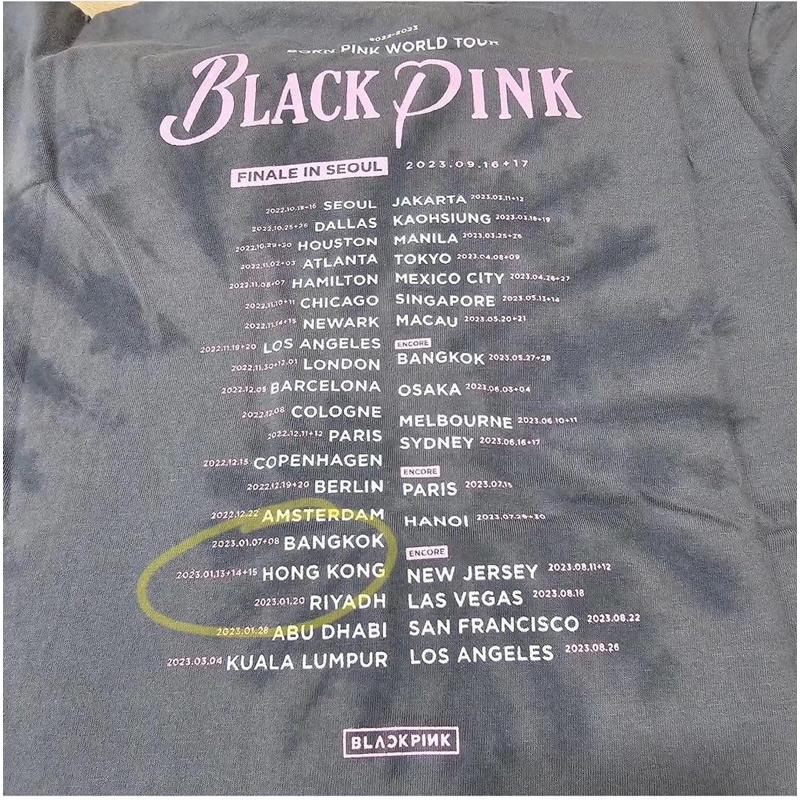 2022-2023
BORN PINK WORLD TOUR
BLACKPINK
FINALE IN SEOUL 2023.09.16+17
2022.10.15+16 SEOUL
2022.10.25+26 DALLAS
2022.10.29+30 HOUSTON
2022.11.02+03 ATLANTA
2022.11.06+07 HAMILTON
2022.11.10+11 CHICAGO
2022.11.14+15 NEWARK
2022.11.19+20 LOS ANGELES
2022.11.30+12.01 LONDON
2022.12.05 BARCELONA
2022.12.08 COLOGNE
2022.12.11+12 PARIS
2022.12.15 COPENHAGEN
2022.12.19+20 BERLIN
2022.12.22 AMSTERDAM
2023.01.07+08 BANGKOK
2023.01.13+14+15 HONG KONG
2023.01.20 RIYADH
2023.01.28 ABU DHABI
2023.03.04 KUALA LUMPUR
JAKARTA 2023.03.11+12
KAOHSIUNG 2023.03.18+19
MANILA 2023.03.25+26
TOKYO 2023.04.08+09
MEXICO CITY 2023.04.26+27
SINGAPORE 2023.05.13+14
MACAU 2023.05.20+21
ENCORE
BANGKOK 2023.05.27+28
OSAKA 2023.06.03+04
MELBOURNE 2023.06.10+11
SYDNEY 2023.06.16+17
ENCORE
PARIS 2023.07.15
HANOI 2023.07.29+30
ENCORE
NEW JERSEY 2023.08.11+12
LAS VEGAS 2023.08.18
SAN FRANCISCO 2023.08.22
LOS ANGELES 2023.08.26
BLACKPINK